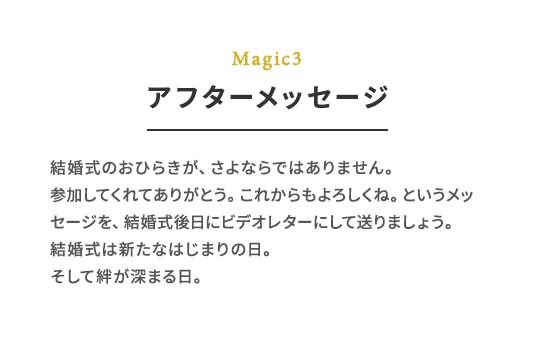 Magic3
アフターメッセージ
結婚式のおひらきが、さよならではありません。
参加してくれてありがとう。これからもよろしくね。というメッ
セージを、結婚式後日にビデオレターにして送りましょう。
結婚式は新たなはじまりの日。
そして絆が深まる日。